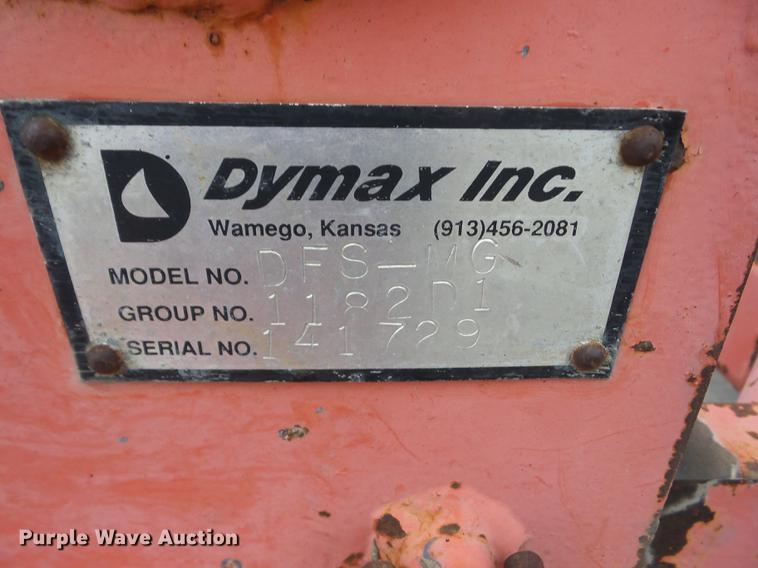 Dymax Inc.
Wamego, Kansas (913)456-2081
MODEL NO. DFS-MG
GROUP NO. 1182D1
SERIAL NO. 141729
Purple Wave Auction